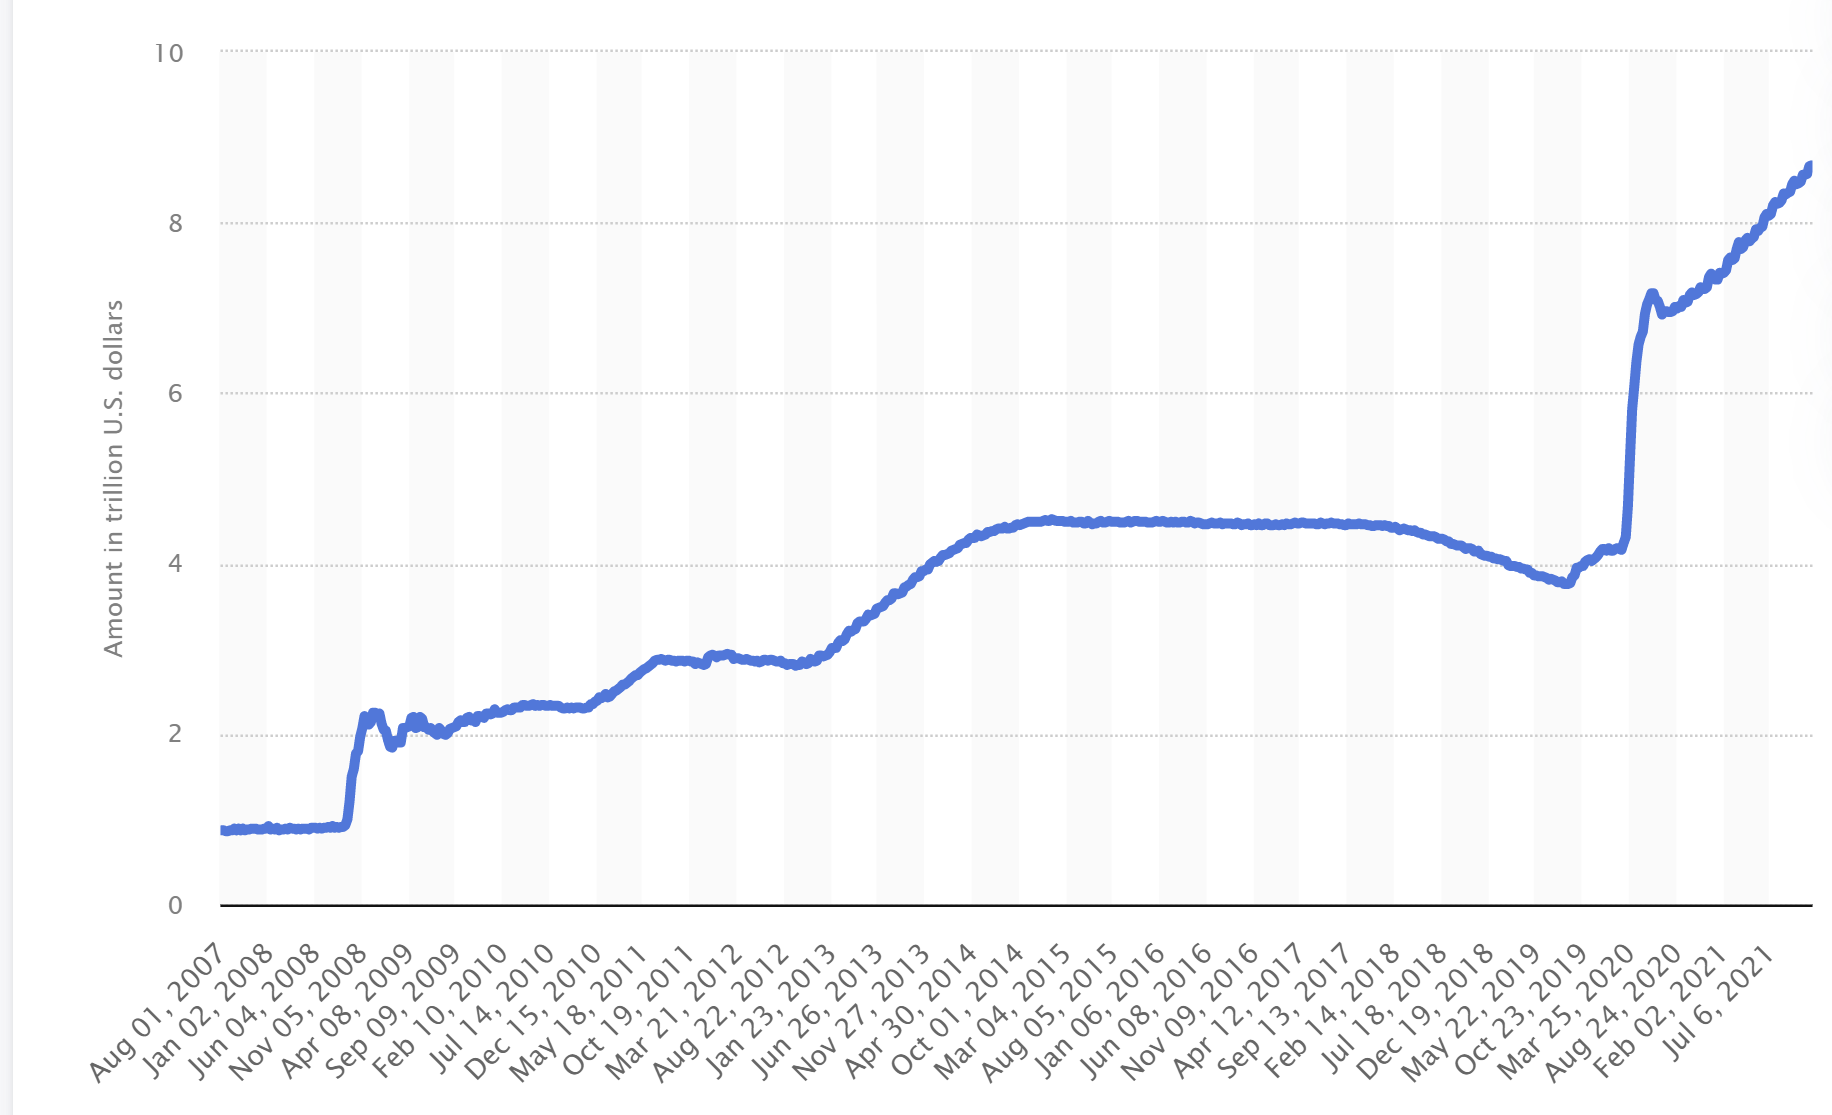 10
8
6
4
2
0
Amount in trillion U.S. dollars
Aug 01, 2007
Jan 02, 2008
Jun 04, 2008
Nov 05, 2008
Apr 08, 2009
Sep 09, 2009
Feb 10, 2010
Jul 14, 2010
Dec 15, 2010
May 18, 2011
Oct 19, 2011
Mar 21, 2012
Aug 22, 2012
Jan 23, 2013
Jun 26, 2013
Nov 27, 2013
Apr 30, 2014
Oct 01, 2014
Mar 04, 2015
Aug 05, 2015
Jan 06, 2016
Jun 08, 2016
Nov 09, 2016
Apr 12, 2017
Sep 13, 2017
Feb 14, 2018
Jul 18, 2018
Dec 19, 2018
May 22, 2019
Oct 23, 2019
Mar 25, 2020
Aug 24, 2020
Feb 02, 2021
Jul 6, 2021